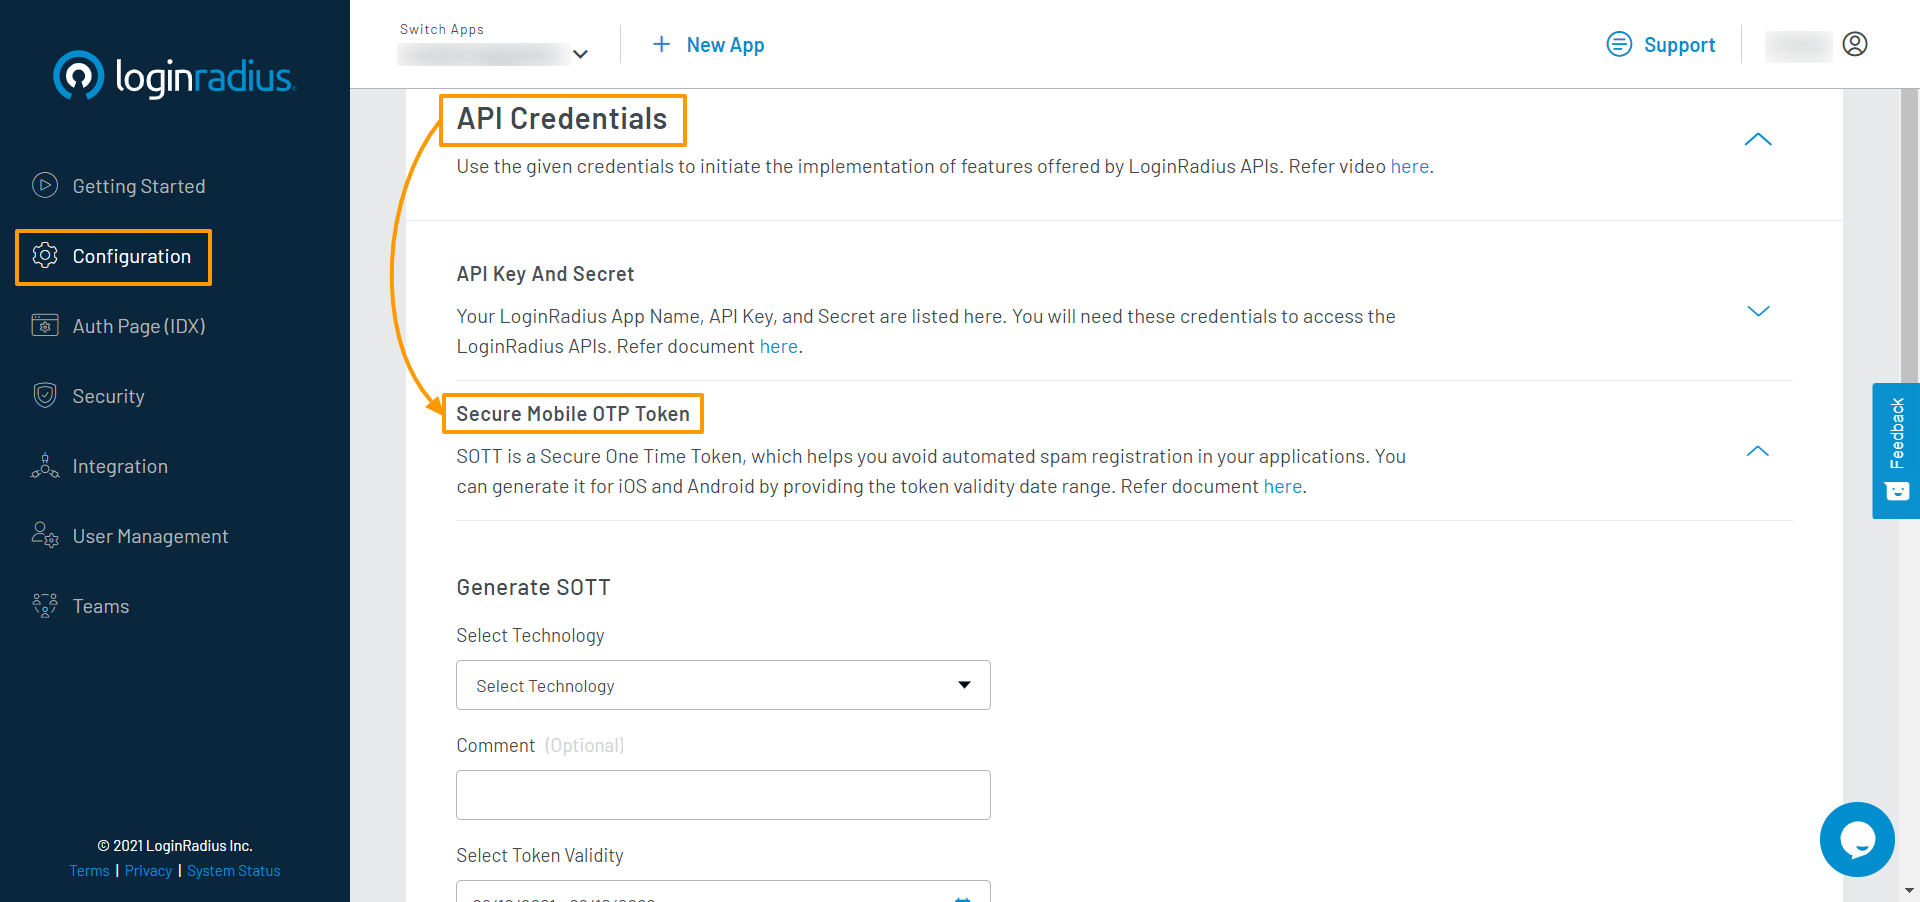 loginradius
Getting Started
Configuration
Auth Page (IDX)
Security
Integration
User Management
Teams
© 2021 LoginRadius Inc.
Terms | Privacy | System Status
Switch Apps
+ New App
Support
API Credentials
Use the given credentials to initiate the implementation of features offered by LoginRadius APIs. Refer video here.
API Key And Secret
Your LoginRadius App Name, API Key, and Secret are listed here. You will need these credentials to access the
LoginRadius APIs. Refer document here.
Secure Mobile OTP Token
SOTT is a Secure One Time Token, which helps you avoid automated spam registration in your applications. You
can generate it for iOS and Android by providing the token validity date range. Refer document here.
Generate SOTT
Select Technology
Select Technology
Comment (Optional)
Select Token Validity
Feedback